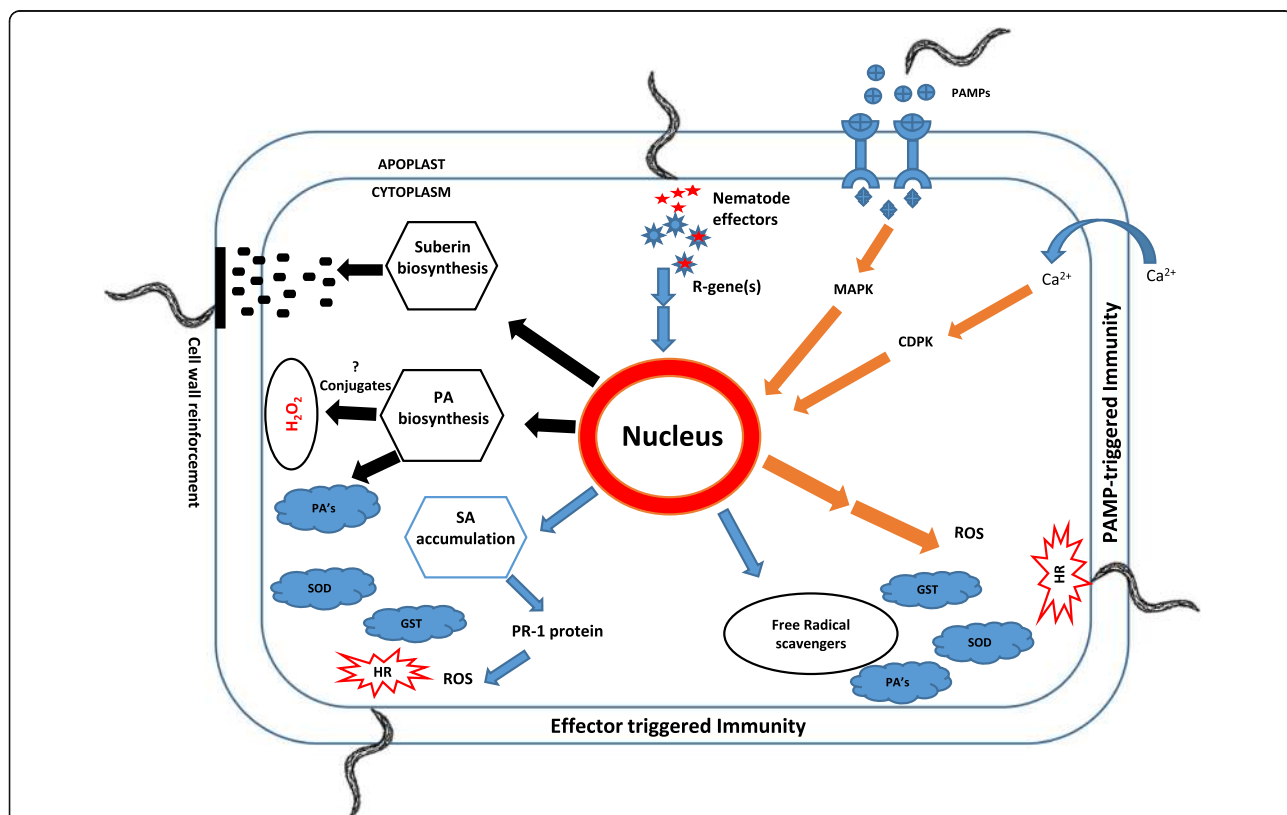 PAMPs
APOPLAST
CYTOPLASM
Nematode
effectors
Suberin
biosynthesis
R-gene(s)
MAPK
Ca²⁺
Ca²⁺
CDPK
Cell wall reinforcement
PAMP-triggered Immunity
?
Conjugates
H₂O₂
PA
biosynthesis
Nucleus
PA's
SA
accumulation
ROS
HR
SOD
GST
GST
PR-1 protein
Free Radical
scavengers
SOD
HR
ROS
PA's
Effector triggered Immunity